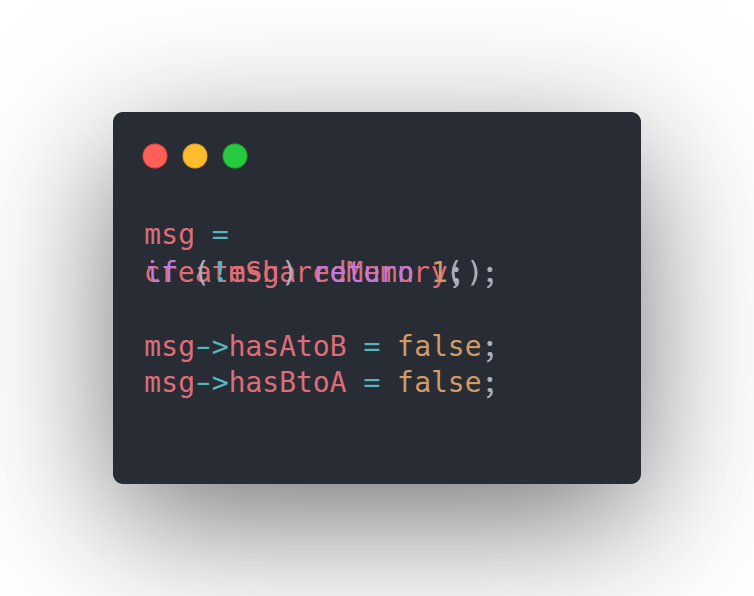 msg =
createSharedMemory();
if (!msg) return 1;
msg->hasAtoB = false;
msg->hasBtoA = false;